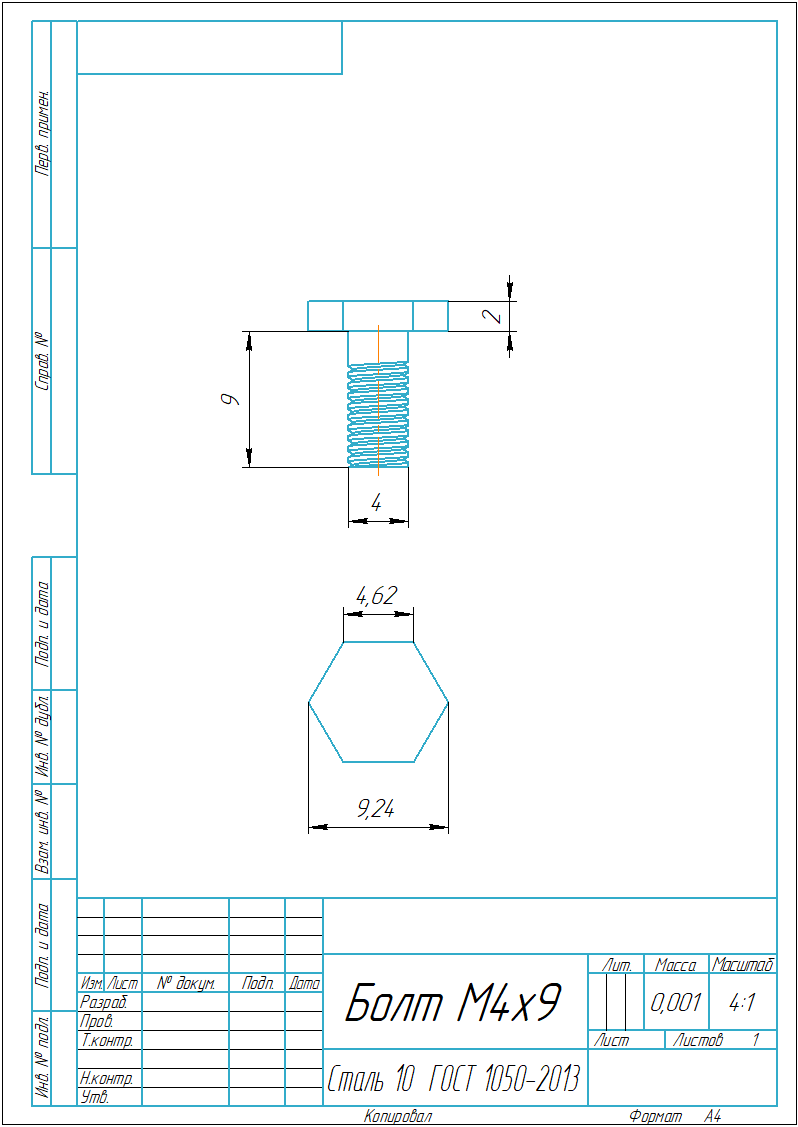 Перв. примен.
Справ. №
2
9
4
4,62
9,24
Подп. и дата
Инв. № дубл.
Взам. инв. №
Подп. и дата
Инв. № подл.
Изм. Лист № докум. Подп. Дата
Разраб.
Пров.
Т.контр.
Н.контр.
Утв.
Болт М4х9
Сталь 10 ГОСТ 1050-2013
Лит. Масса Масштаб
0,001 4:1
Лист Листов 1
Копировал Формат А4